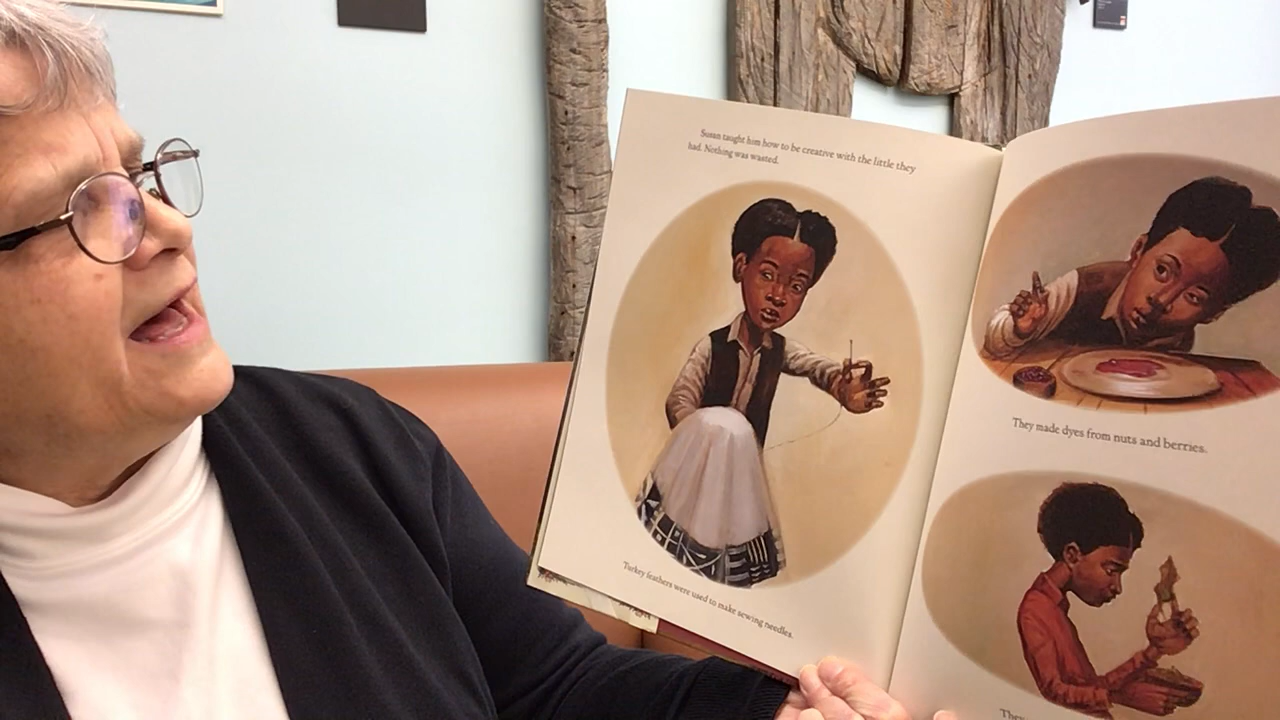 Susan taught him how to be creative with the little they
had. Nothing was wasted.
Turkey feathers were used to make sewing needles.
They made dyes from nuts and berries.
They